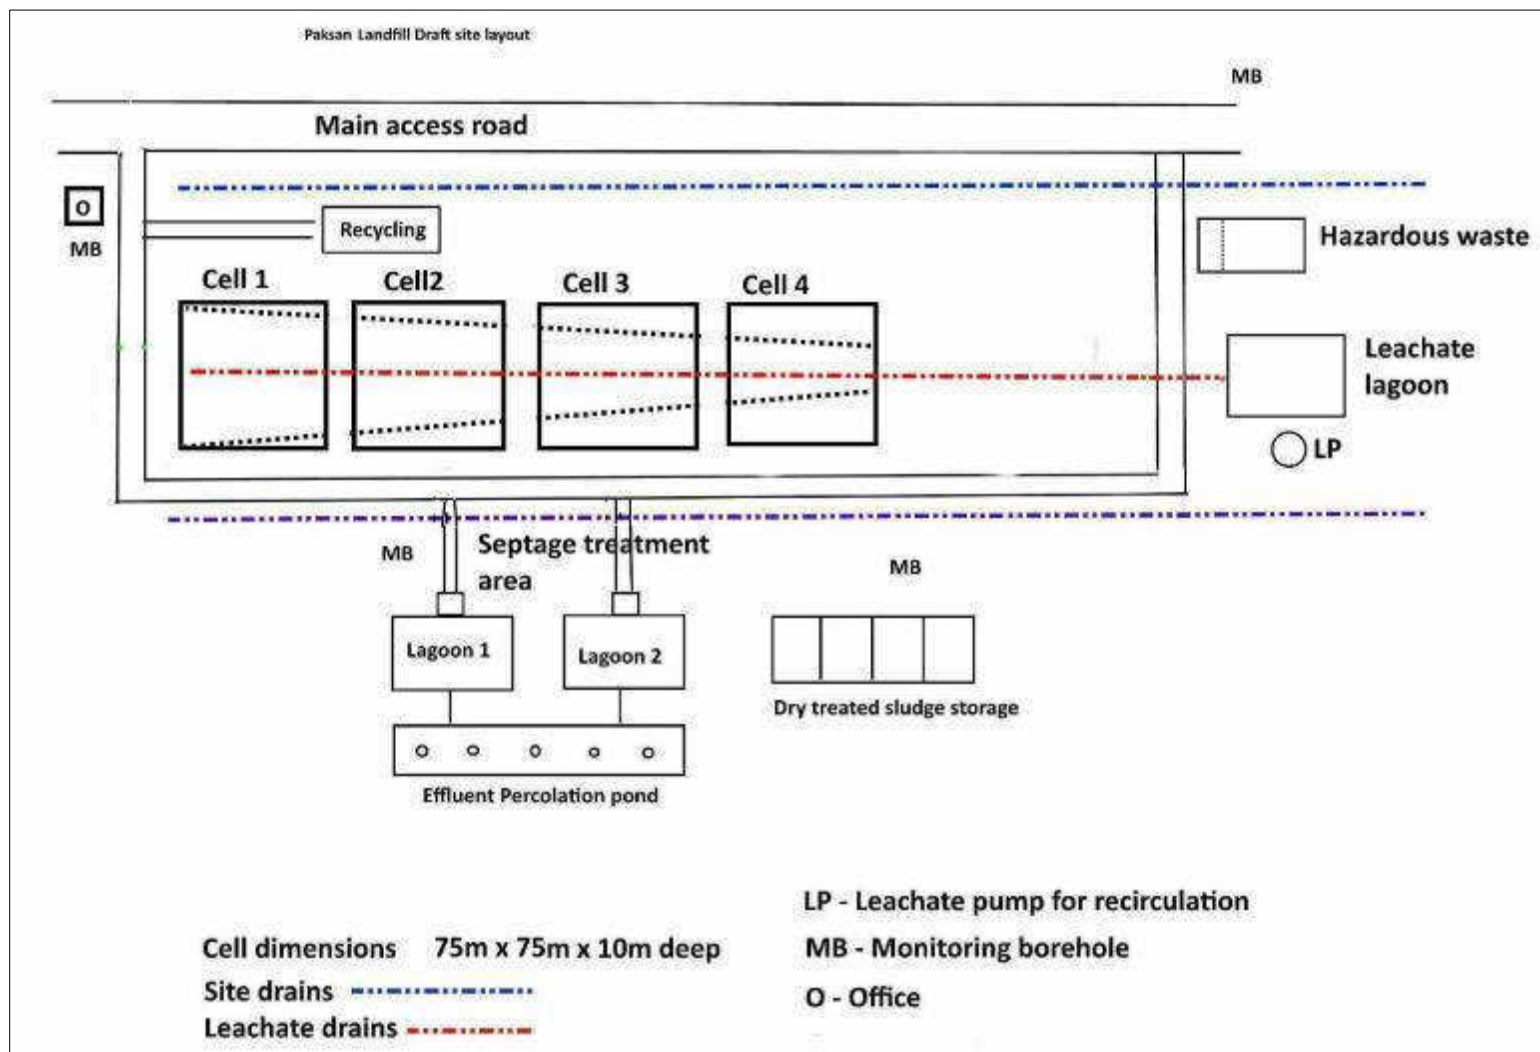 Paksan Landfill Draft site layout
MB
Main access road
O
MB
Recycling
Hazardous waste
Cell 1
Cell2
Cell 3
Cell 4
Leachate
lagoon
LP
MB
Septage treatment
area
MB
Lagoon 1
Lagoon 2
Dry treated sludge storage
Effluent Percolation pond
LP - Leachate pump for recirculation
Cell dimensions 75m x 75m x 10m deep
MB - Monitoring borehole
Site drains
O - Office
Leachate drains